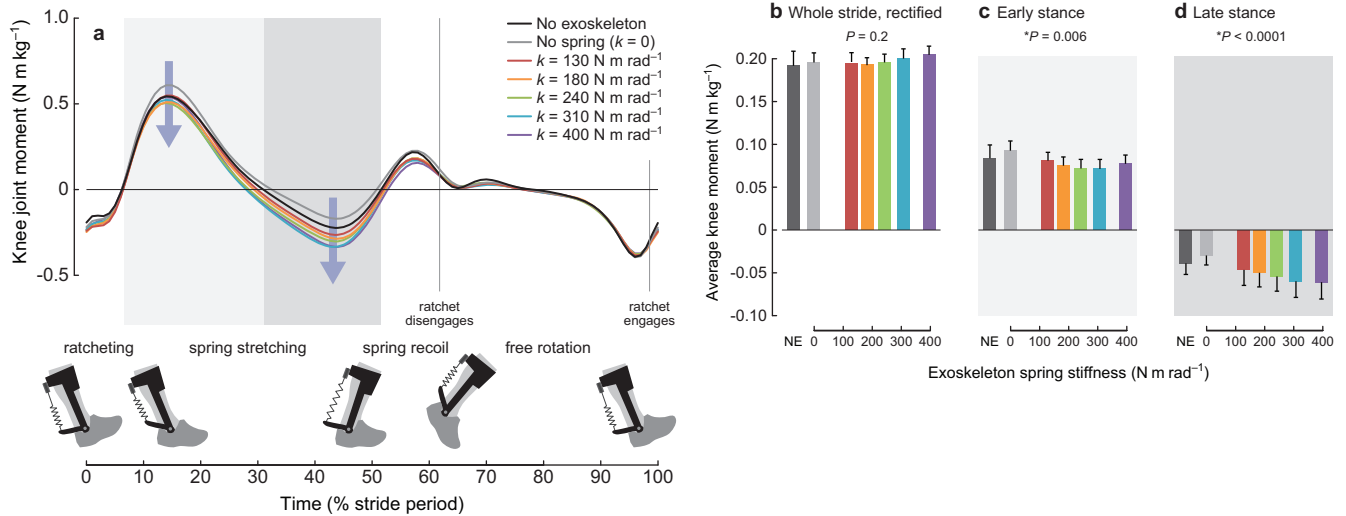 a
Knee joint moment (N m kg⁻¹)
1.0
0.5
0
-0.5
No exoskeleton
No spring (k = 0)
k = 130 N m rad⁻¹
k = 180 N m rad⁻¹
k = 240 N m rad⁻¹
k = 310 N m rad⁻¹
k = 400 N m rad⁻¹
ratchet
disengages
ratchet
engages
ratcheting
spring stretching
spring recoil
free rotation
0 10 20 30 40 50 60 70 80 90 100
Time (% stride period)
b Whole stride, rectified
P = 0.2
c Early stance
*P = 0.006
d Late stance
*P < 0.0001
Average knee moment (N m kg⁻¹)
0.20
0.15
0.10
0.050
0
-0.05
-0.10
NE 0 100 200 300 400
NE 0 100 200 300 400
NE 0 100 200 300 400
Exoskeleton spring stiffness (N m rad⁻¹)